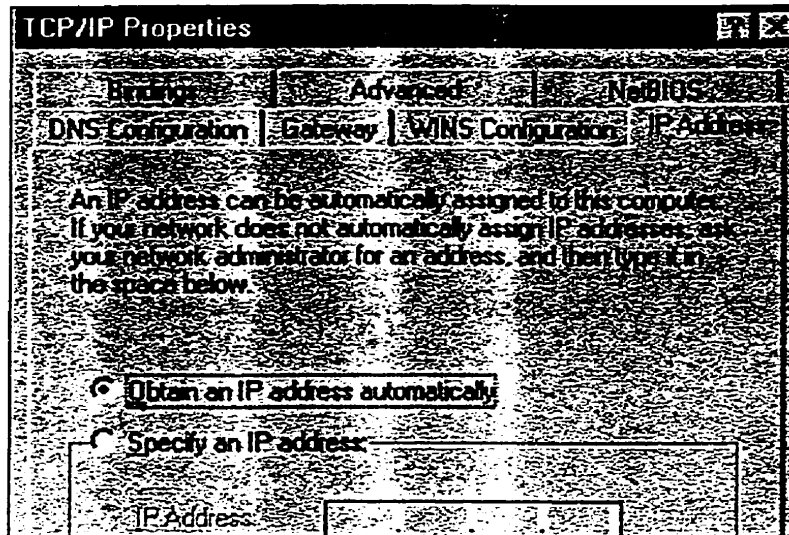 TCP/IP Properties
Bindings Advanced NetBIOS
DNS Configuration Gateway WINS Configuration IP Address
An IP address can be automatically assigned to this computer.
If your network does not automatically assign IP addresses, ask
your network administrator for an address, and then type it in
the space below.
Obtain an IP address automatically
Specify an IP address:
IP Address: